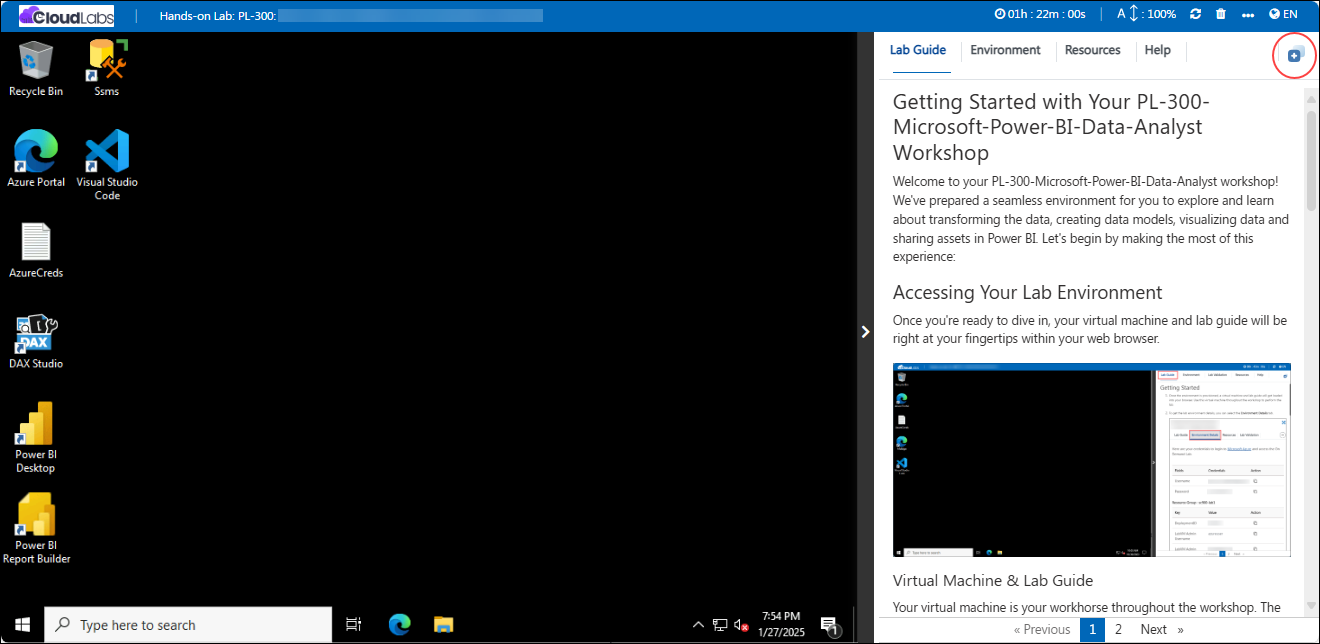 CloudLabs
Hands-on Lab: PL-300:
01h : 22m : 00s
A : 100%
EN
Recycle Bin
Ssms
Azure Portal
Visual Studio
Code
AzureCreds
DAX
DAX Studio
Power BI
Desktop
Power BI
Report Builder
Type here to search
7:54 PM
1/27/2025
1
Lab Guide
Environment
Resources
Help
Getting Started with Your PL-300-
Microsoft-Power-BI-Data-Analyst
Workshop
Welcome to your PL-300-Microsoft-Power-BI-Data-Analyst workshop!
We've prepared a seamless environment for you to explore and learn
about transforming the data, creating data models, visualizing data and
sharing assets in Power BI. Let's begin by making the most of this
experience:
Accessing Your Lab Environment
Once you're ready to dive in, your virtual machine and lab guide will be
right at your fingertips within your web browser.
Getting Started
Virtual Machine & Lab Guide
Your virtual machine is your workhorse throughout the workshop. The
« Previous
1
2
Next »